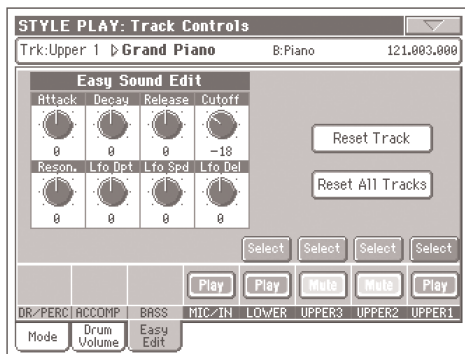 STYLE PLAY: Track Controls
Trk:Upper 1 Grand Piano B:Piano 121.003.000
Easy Sound Edit
Attack Decay Release Cutoff
0 0 0 -18
Reson. Lfo Dpt Lfo Spd Lfo Del
0 0 0 0
Reset Track
Reset All Tracks
Select Select Select Select
Play Play Mute Mute Play
DR/PERC ACCOMP BASS MIC/IN LOWER UPPER3 UPPER2 UPPER1
Mode Drum Volume Easy Edit